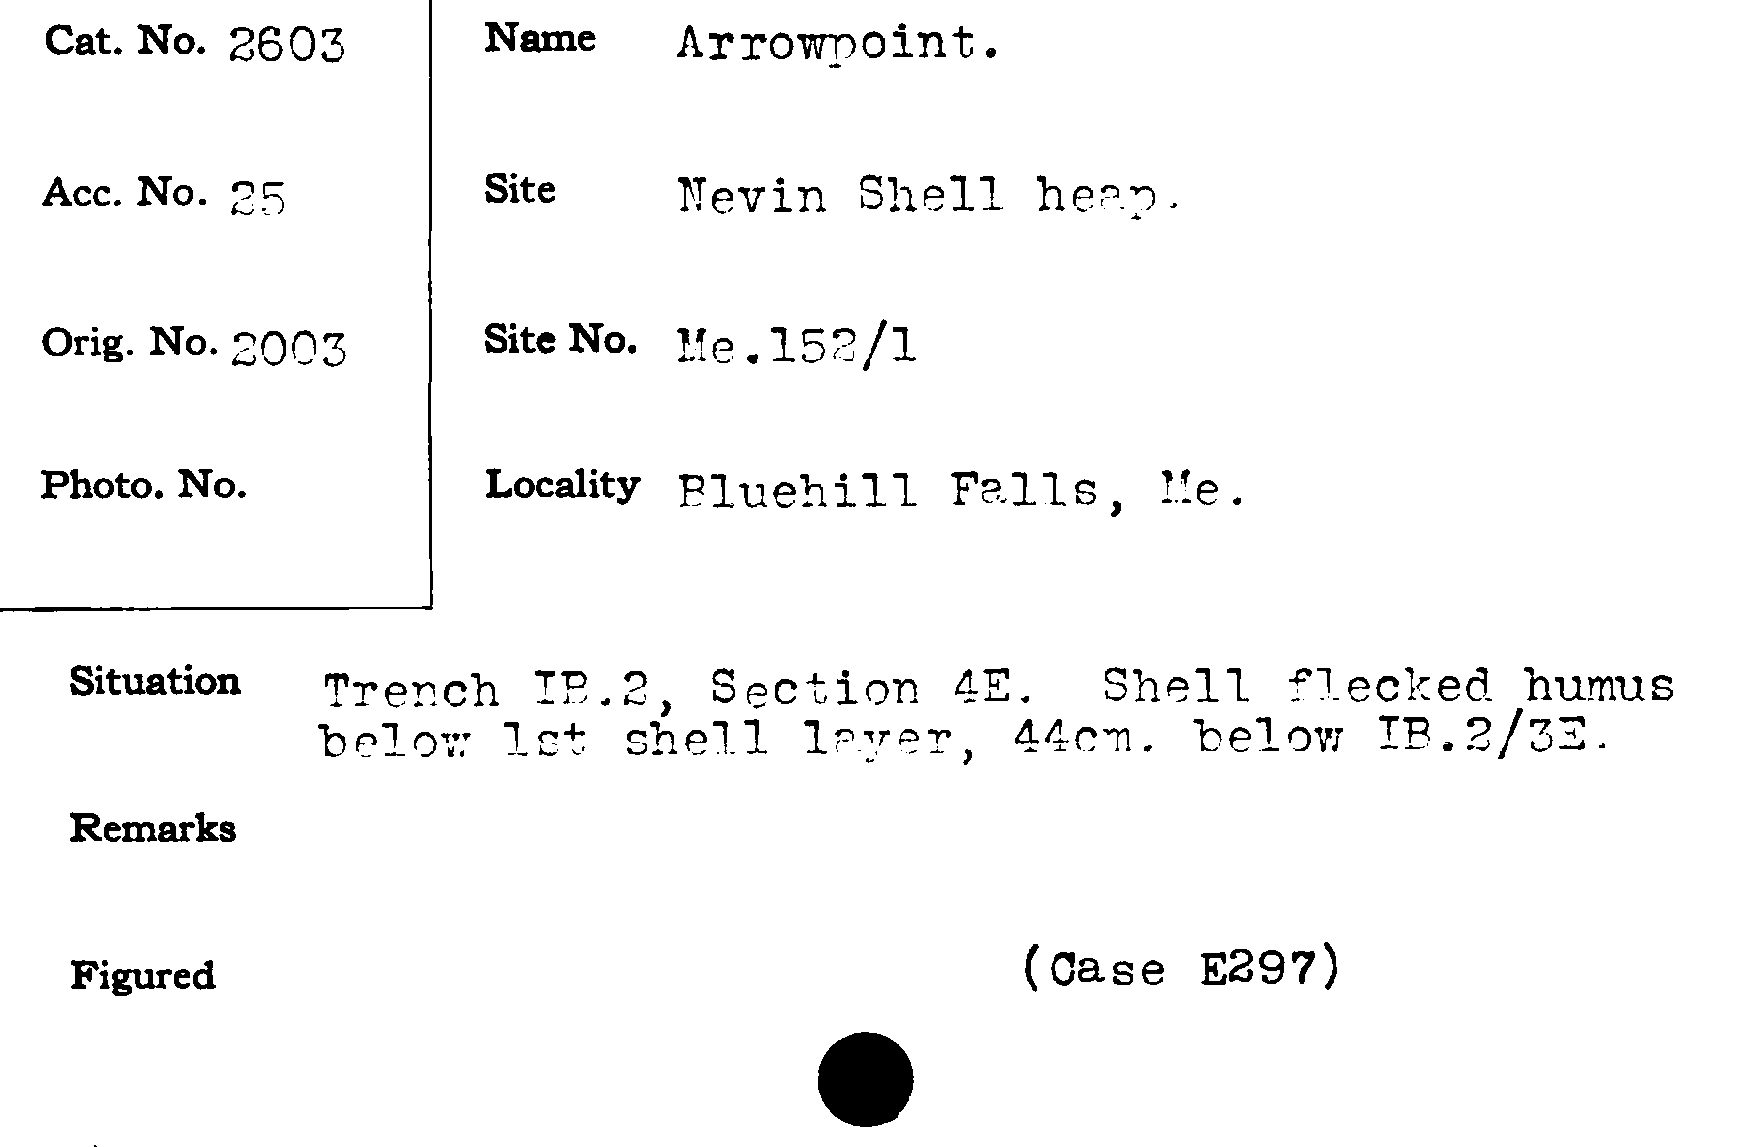 Cat. No. 2603
Name Arrowpoint.
Acc. No. 25
Site Nevin Shell heap.
Orig. No. 2003
Site No. Me.152/1
Photo. No.
Locality Bluehill Falls, Me.
Situation Trench IB.2, Section 4E. Shell flecked humus
below 1st shell layer, 44cm. below IB.2/3E.
Remarks
Figured
(Case E297)